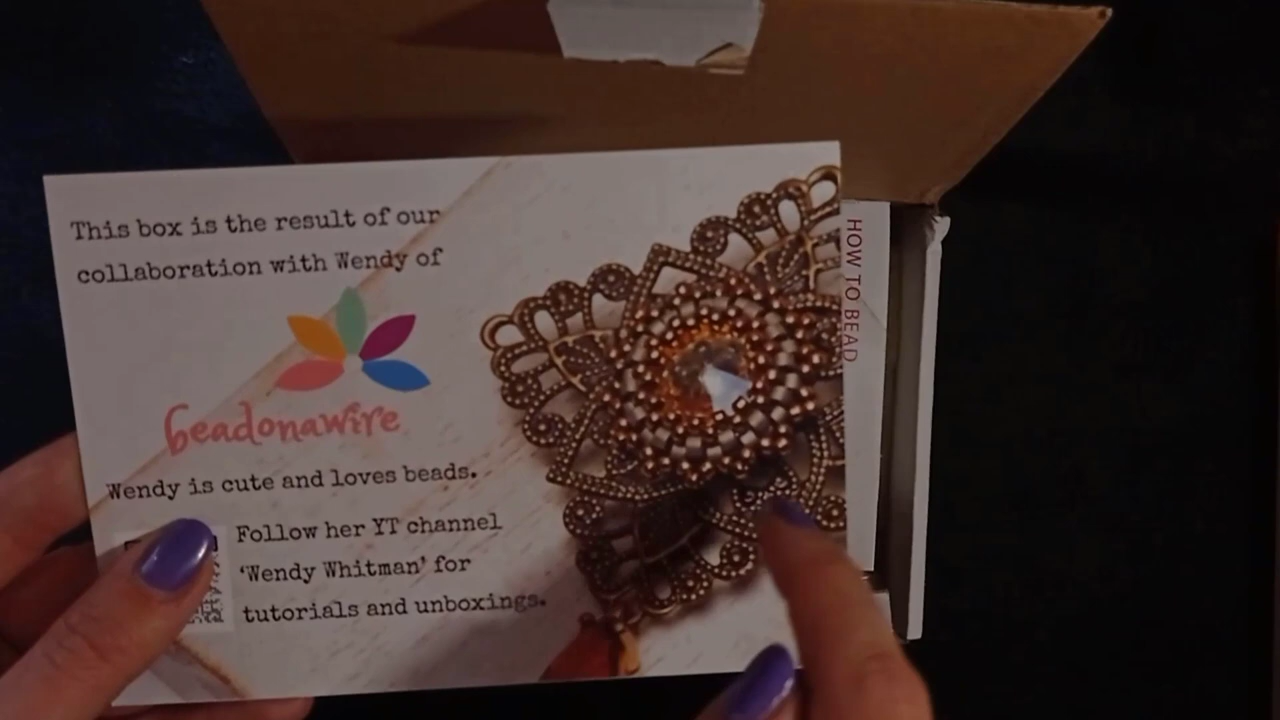 This box is the result of our
collaboration with Wendy of
beadonawire
Wendy is cute and loves beads.
Follow her YT channel
‘Wendy Whitman’ for
tutorials and unboxings.
HOW TO BEAD